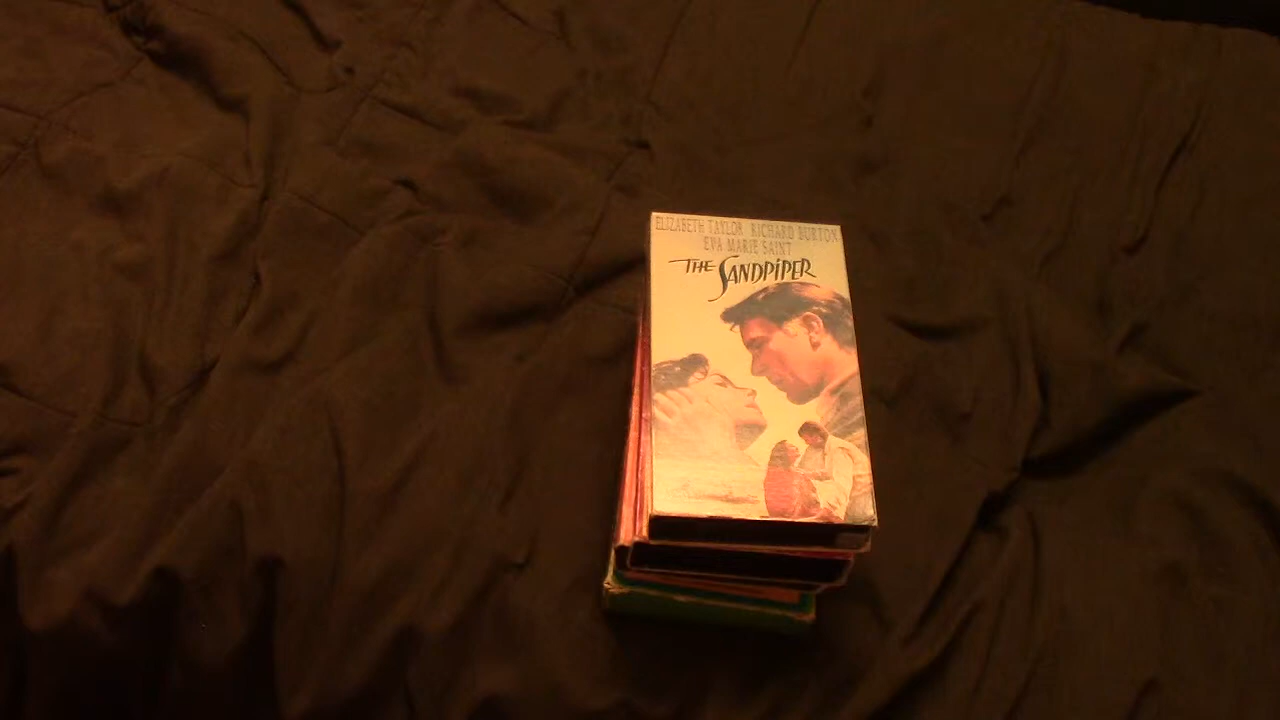 ELIZABETH TAYLOR RICHARD BURTON
EVA MARIE SAINT
THE SANDPIPER